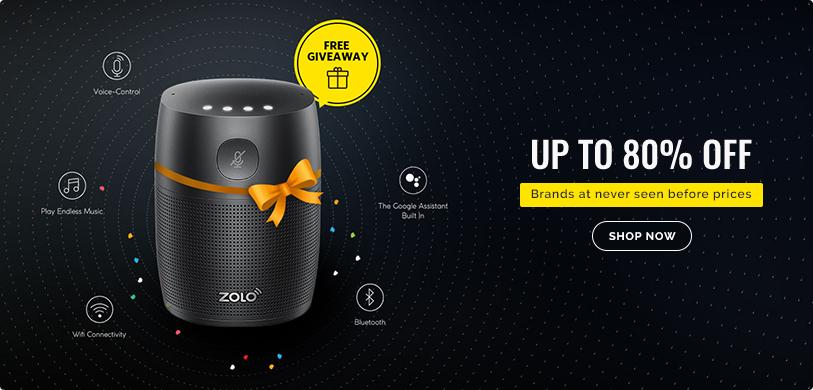 FREE
GIVEAWAY
Voice-Control
UP TO 80% OFF
Brands at never seen before prices
Play Endless Music
The Google Assistant
Built In
SHOP NOW
ZOLO
Wifi Connectivity
Bluetooth